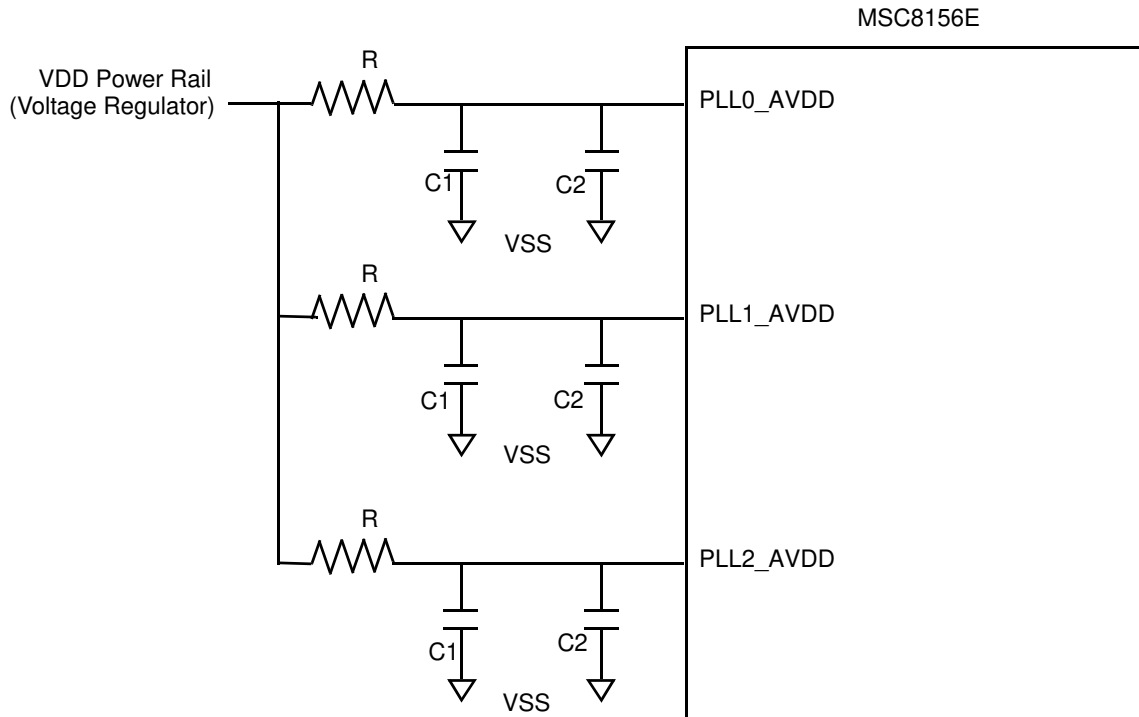 MSC8156E
R
VDD Power Rail
(Voltage Regulator)
PLL0_AVDD
C1
C2
VSS
R
PLL1_AVDD
C1
C2
VSS
R
PLL2_AVDD
C1
C2
VSS